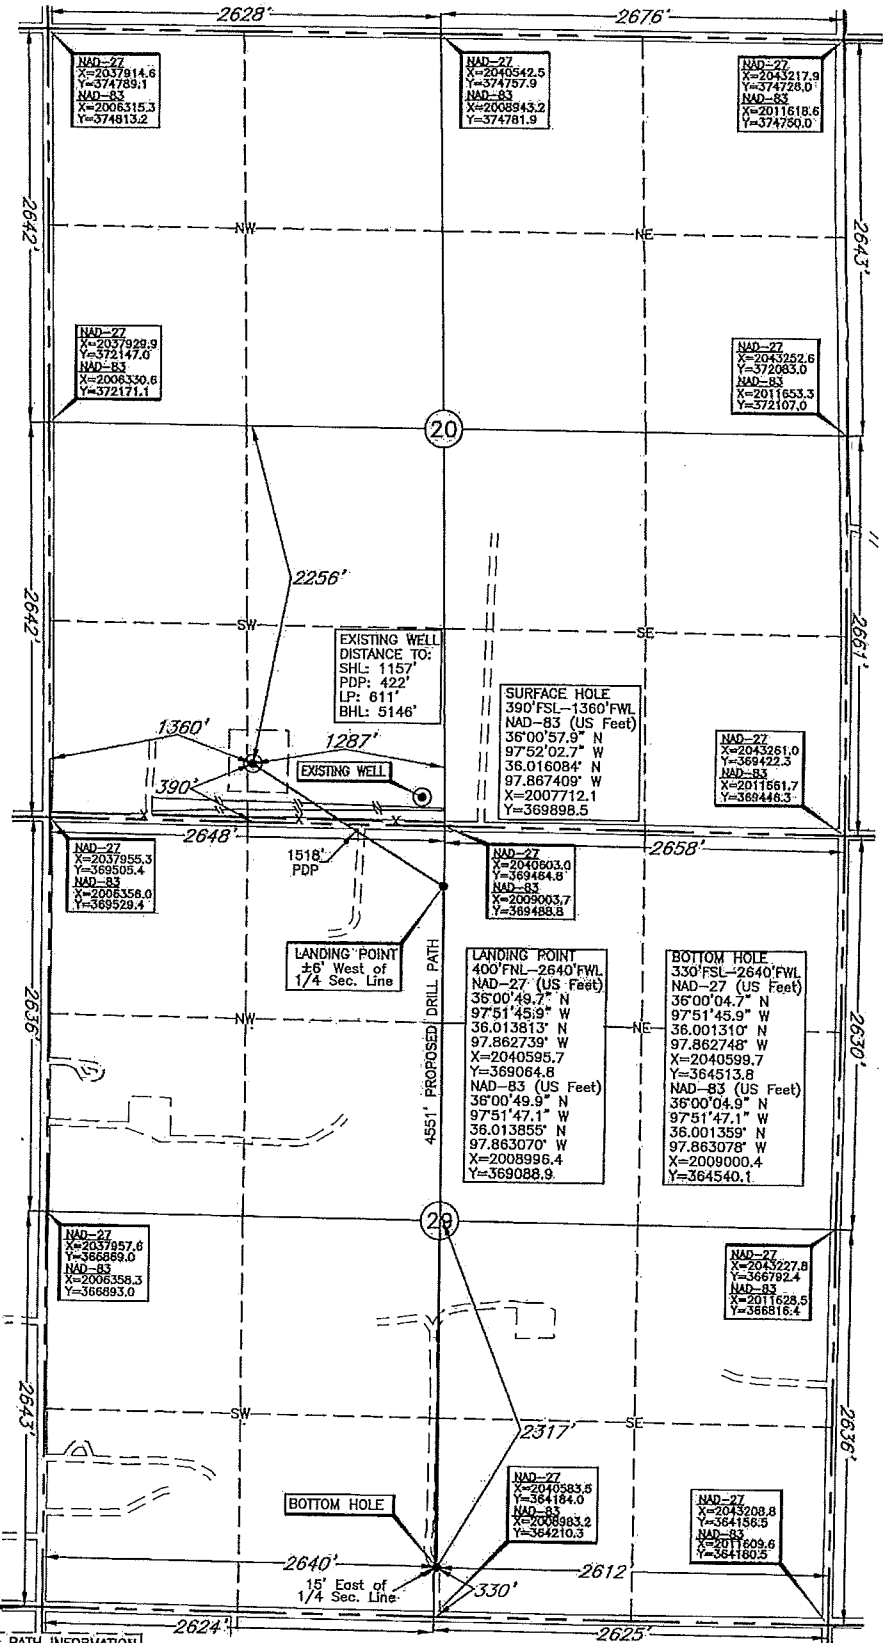 2628'
2676'
NAD-27
X=2037914.6
Y=374789.1
NAD-83
X=2006315.3
Y=374813.2
NAD-27
X=2040542.5
Y=374757.9
NAD-83
X=2008943.2
Y=374781.9
NAD-27
X=2043217.9
Y=374728.0
NAD-83
X=2011618.6
Y=374750.0
2642'
NW
NE
2643'
NAD-27
X=2037929.9
Y=372147.0
NAD-83
X=2006330.6
Y=372171.1
NAD-27
X=2043252.6
Y=372083.0
NAD-83
X=2011653.3
Y=372107.0
20
2256'
2642'
SW
SE
2661'
EXISTING WELL
DISTANCE TO:
SHL: 1157'
PDP: 422'
LP: 611'
BHL: 5146'
SURFACE HOLE
390'FSL-1360'FWL
NAD-83 (US Feet)
36°00'57.9" N
97°52'02.7" W
36.016084° N
97.867409° W
X=2007712.1
Y=369898.5
1360'
1287'
390'
EXISTING WELL
NAD-27
X=2043261.0
Y=369422.3
NAD-83
X=2011661.7
Y=369446.3
2648'
2658'
NAD-27
X=2037955.3
Y=369505.4
NAD-83
X=2006356.0
Y=369529.4
1518'
PDP
NAD-27
X=2040603.0
Y=369464.8
NAD-83
X=2009003.7
Y=369488.8
LANDING POINT
±6' West of
1/4 Sec. Line
4551' PROPOSED DRILL PATH
LANDING POINT
400'FNL-2640'FWL
NAD-27 (US Feet)
36°00'49.7" N
97°51'45.9" W
36.013813° N
97.862739° W
X=2040595.7
Y=369064.8
NAD-83 (US Feet)
36°00'49.9" N
97°51'47.1" W
36.013855° N
97.863070° W
X=2008996.4
Y=369088.9
BOTTOM HOLE
330'FSL-2640'FWL
NAD-27 (US Feet)
36°00'04.7" N
97°51'45.9" W
36.001310° N
97.862748° W
X=2040599.7
Y=364513.8
NAD-83 (US Feet)
36°00'04.9" N
97°51'47.1" W
36.001359° N
97.863078° W
X=2009000.4
Y=364540.1
2636'
NW
NE
2630'
29
NAD-27
X=2037957.6
Y=366869.0
NAD-83
X=2006358.3
Y=366893.0
NAD-27
X=2043227.8
Y=366792.4
NAD-83
X=2011628.5
Y=366816.4
2643'
SW
SE
2636'
2317'
BOTTOM HOLE
NAD-27
X=2040583.5
Y=364184.0
NAD-83
X=2008983.2
Y=364210.3
NAD-27
X=2043208.8
Y=364156.5
NAD-83
X=2011609.6
Y=364180.5
2640'
2612
15' East of
1/4 Sec. Line
330'
2624'
2625'
PATH INFORMATION